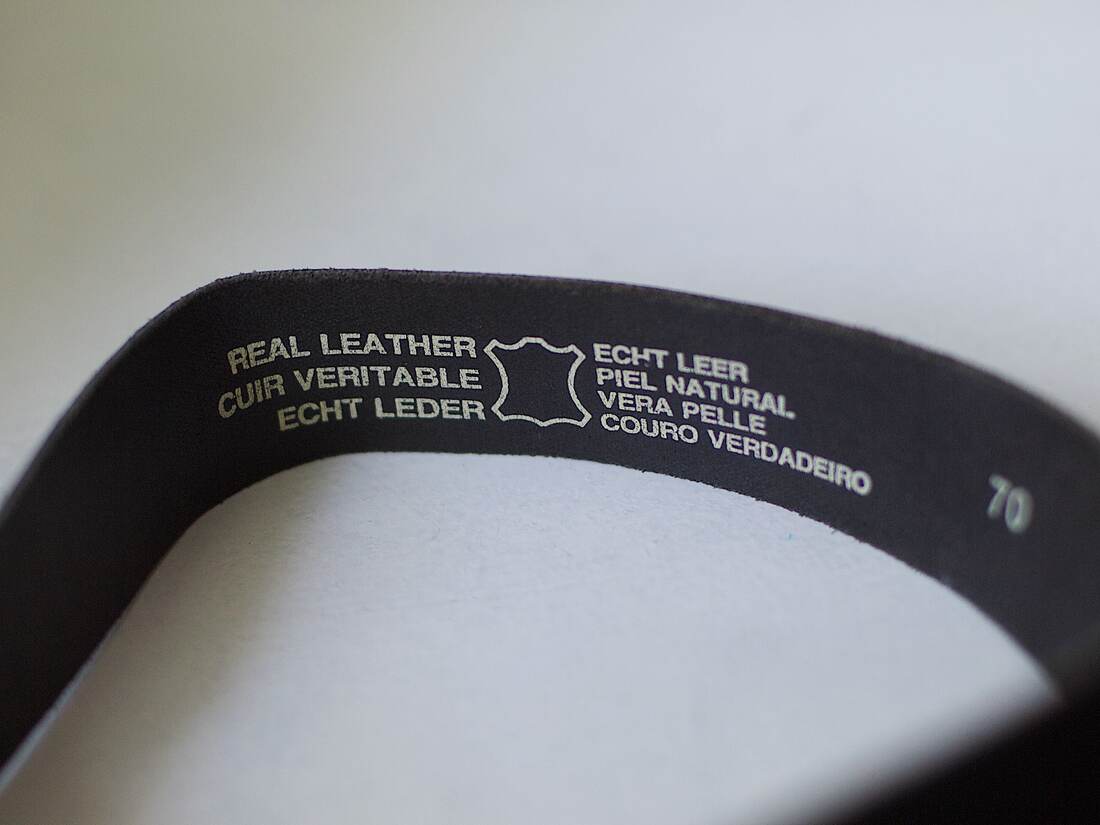 REAL LEATHER
CUIR VERITABLE
ECHT LEDER
ECHT LEER
PIEL NATURAL
VERA PELLE
COURO VERDADEIRO
70